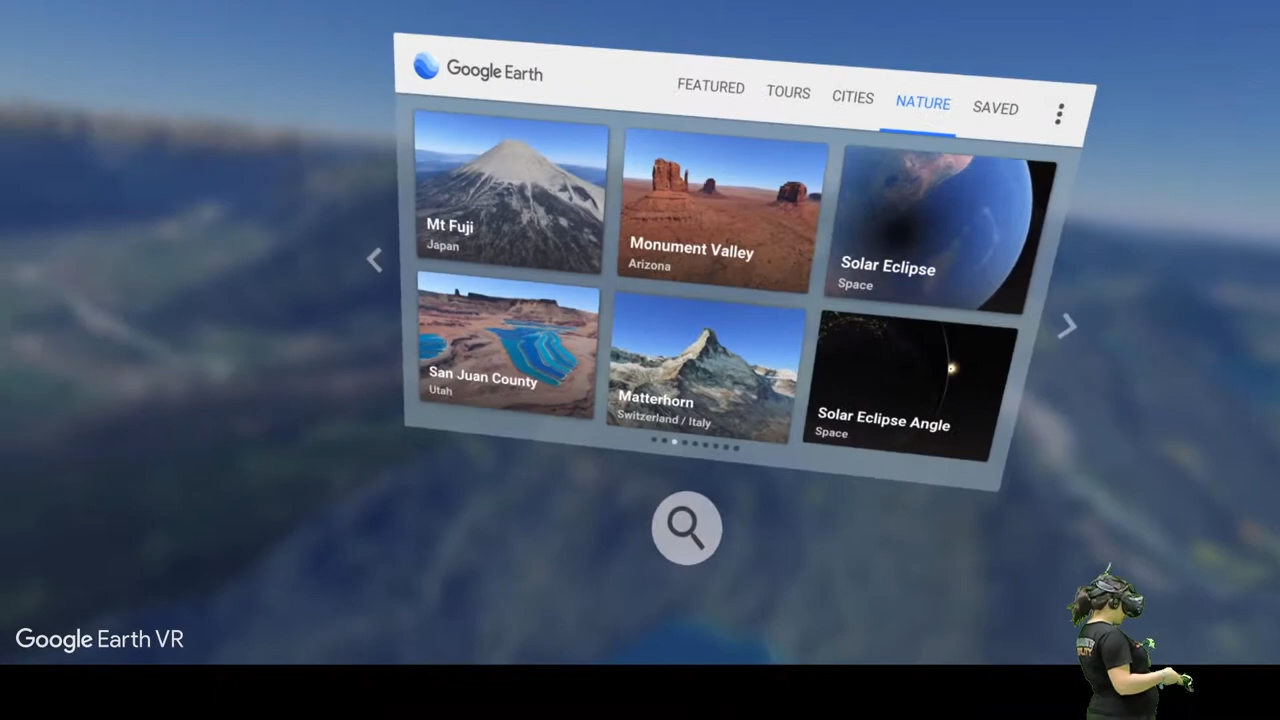 Google Earth
FEATURED
TOURS
CITIES
NATURE
SAVED
Mt Fuji
Japan
Monument Valley
Arizona
Solar Eclipse
Space
San Juan County
Utah
Matterhorn
Switzerland / Italy
Solar Eclipse Angle
Space
Google Earth VR